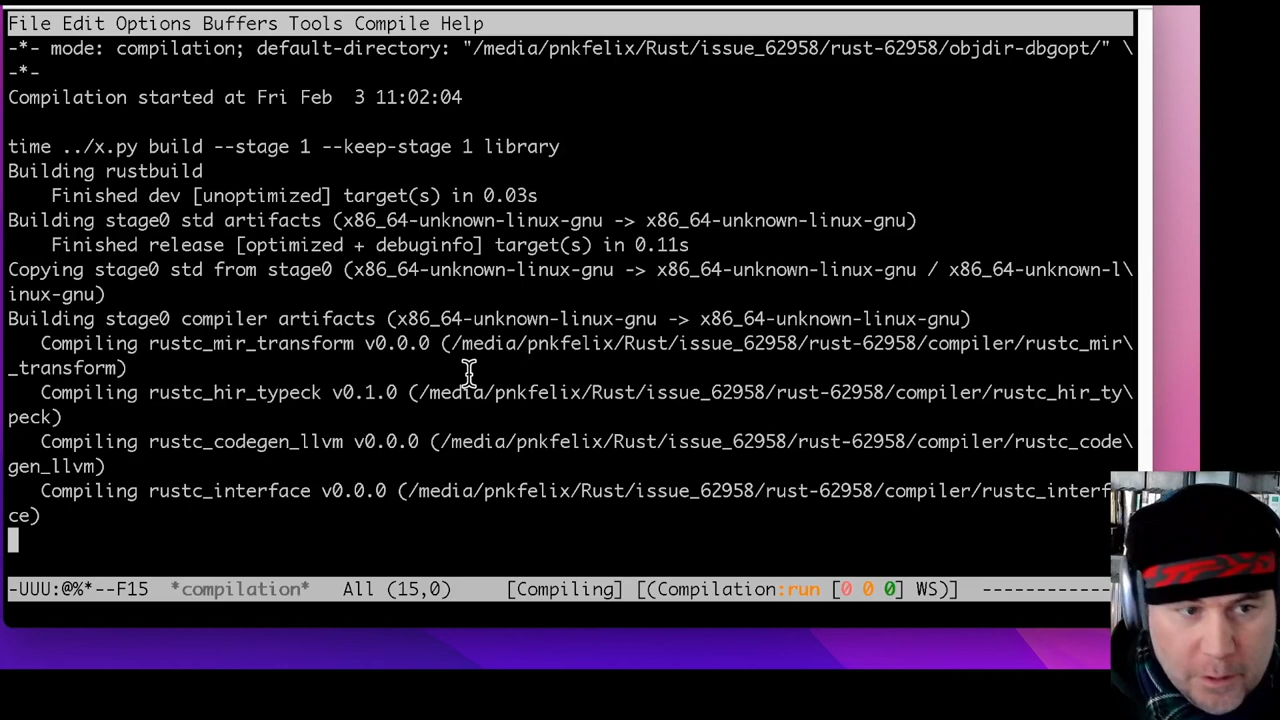 File Edit Options Buffers Tools Compile Help
-*- mode: compilation; default-directory: "/media/pnkfelix/Rust/issue_62958/rust-62958/objdir-dbgopt/" \
-*-
Compilation started at Fri Feb  3 11:02:04
time ../x.py build --stage 1 --keep-stage 1 library
Building rustbuild
    Finished dev [unoptimized] target(s) in 0.03s
Building stage0 std artifacts (x86_64-unknown-linux-gnu -> x86_64-unknown-linux-gnu)
    Finished release [optimized + debuginfo] target(s) in 0.11s
Copying stage0 std from stage0 (x86_64-unknown-linux-gnu -> x86_64-unknown-linux-gnu / x86_64-unknown-l\
inux-gnu)
Building stage0 compiler artifacts (x86_64-unknown-linux-gnu -> x86_64-unknown-linux-gnu)
   Compiling rustc_mir_transform v0.0.0 (/media/pnkfelix/Rust/issue_62958/rust-62958/compiler/rustc_mir\
_transform)
   Compiling rustc_hir_typeck v0.1.0 (/media/pnkfelix/Rust/issue_62958/rust-62958/compiler/rustc_hir_ty\
peck)
   Compiling rustc_codegen_llvm v0.0.0 (/media/pnkfelix/Rust/issue_62958/rust-62958/compiler/rustc_code\
gen_llvm)
   Compiling rustc_interface v0.0.0 (/media/pnkfelix/Rust/issue_62958/rust-62958/compiler/rustc_interf
ce)
-UUU:@%*--F15  *compilation*   All (15,0)     [Compiling] [(Compilation:run [0 0 0] WS)]  ------------